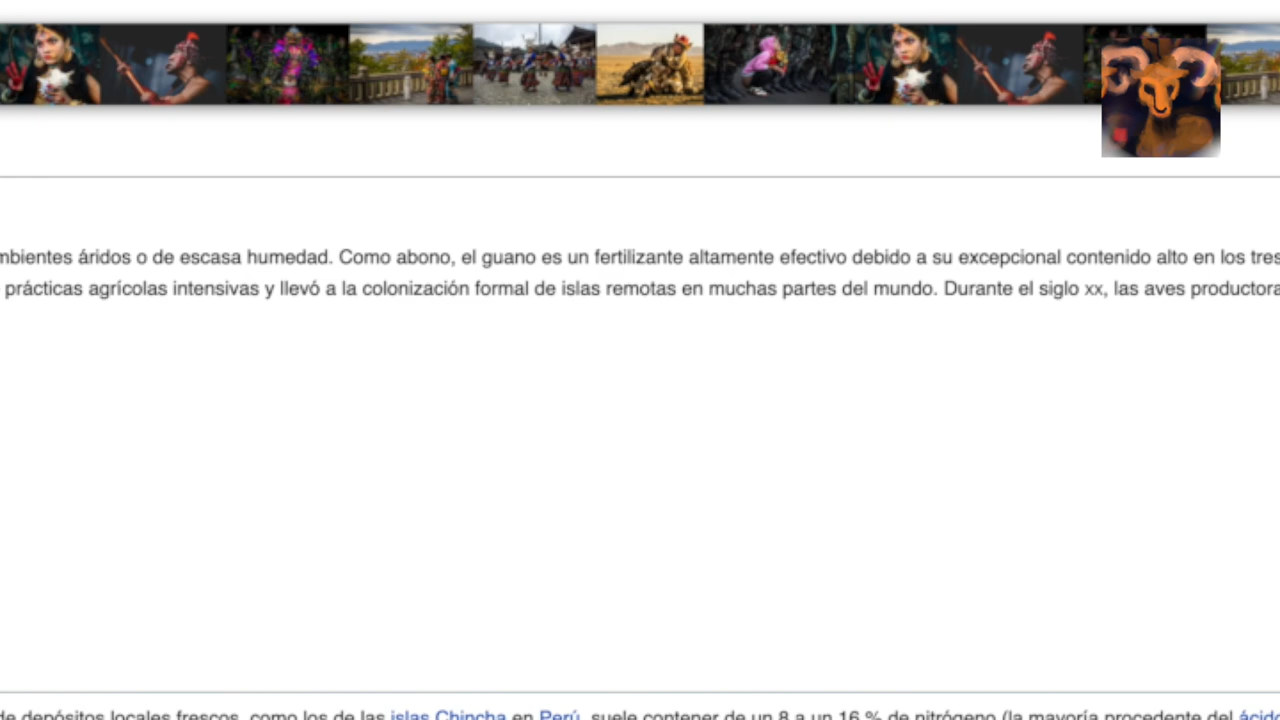 ambientes áridos o de escasa humedad. Como abono, el guano es un fertilizante altamente efectivo debido a su excepcional contenido alto en los tres
prácticas agrícolas intensivas y llevó a la colonización formal de islas remotas en muchas partes del mundo. Durante el siglo xx, las aves productora
de depósitos locales frescos, como los de las islas Chincha en Perú, suele contener de un 8 a un 16 % de nitrógeno (la mayoría procedente del ácido